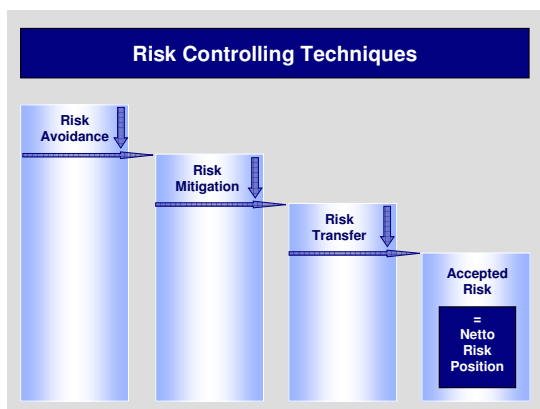 Risk Controlling Techniques
Risk
Avoidance
Risk
Mitigation
Risk
Transfer
Accepted
Risk
=
Netto
Risk
Position